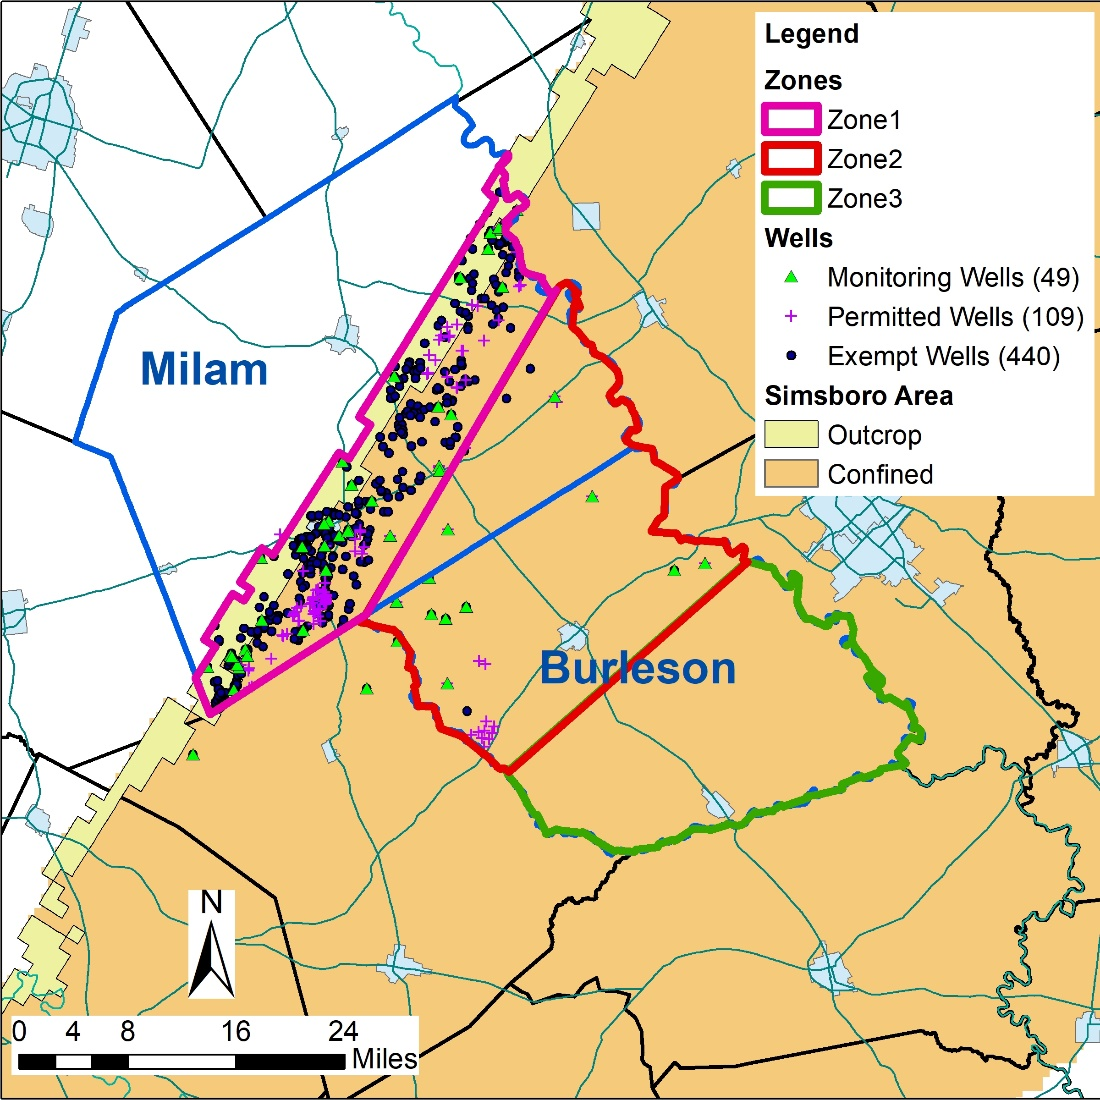 Legend
Zones
Zone1
Zone2
Zone3
Wells
Monitoring Wells (49)
Permitted Wells (109)
Exempt Wells (440)
Simsboro Area
Outcrop
Confined
Milam
Burleson
N
0 4 8 16 24
Miles